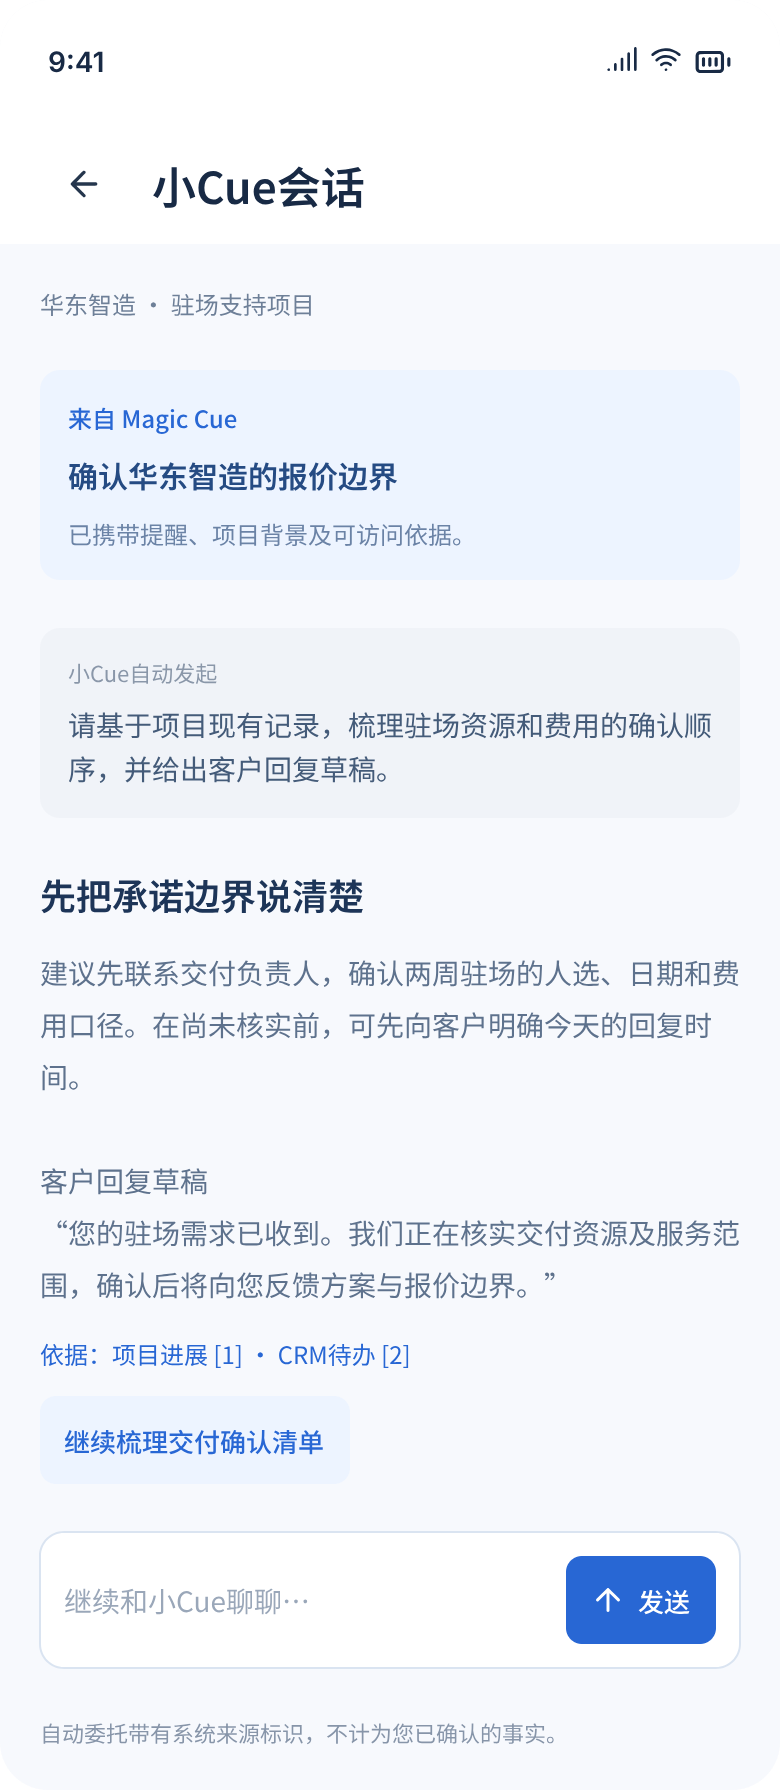 9:41
小Cue会话
华东智造 · 驻场支持项目
来自 Magic Cue
确认华东智造的报价边界
已携带提醒、项目背景及可访问依据。
小Cue自动发起
请基于项目现有记录，梳理驻场资源和费用的确认顺
序，并给出客户回复草稿。
先把承诺边界说清楚
建议先联系交付负责人，确认两周驻场的人选、日期和费
用口径。在尚未核实前，可先向客户明确今天的回复时
间。
客户回复草稿
“您的驻场需求已收到。我们正在核实交付资源及服务范
围，确认后将向您反馈方案与报价边界。”
依据：项目进展 [1] · CRM待办 [2]
继续梳理交付确认清单
继续和小Cue聊聊…
发送
自动委托带有系统来源标识，不计为您已确认的事实。